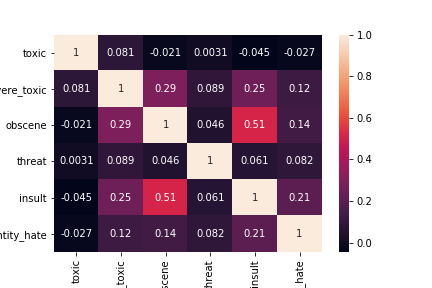 toxic 1 0.081 -0.021 0.0031 -0.045 -0.027
ere_toxic 0.081 1 0.29 0.089 0.25 0.12
obscene -0.021 0.29 1 0.046 0.51 0.14
threat 0.0031 0.089 0.046 1 0.061 0.082
insult -0.045 0.25 0.51 0.061 1 0.21
ntity_hate -0.027 0.12 0.14 0.082 0.21 1
toxic
_toxic
scene
threat
insult
_hate
1.0
0.8
0.6
0.4
0.2
0.0